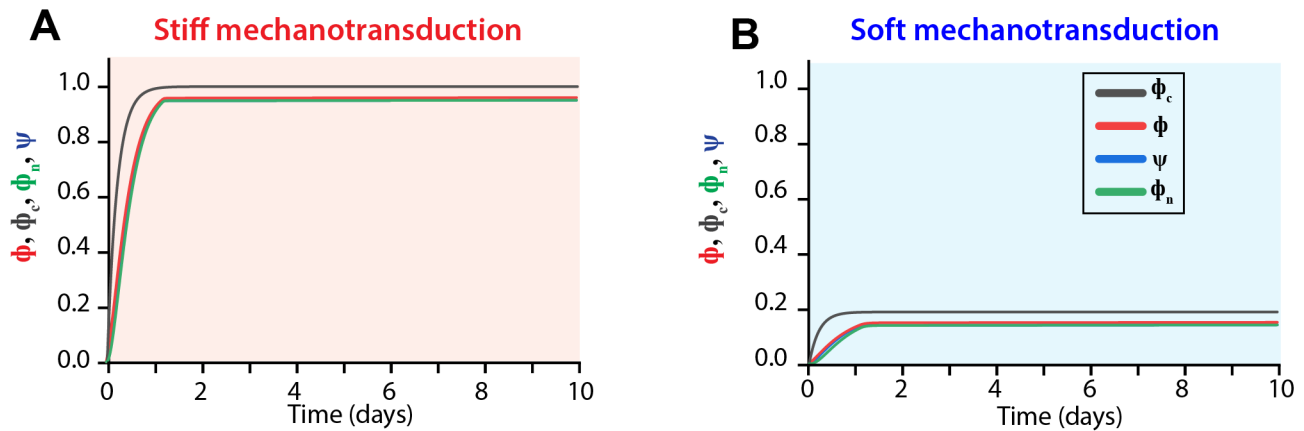 A
Stiff mechanotransduction
1.0
0.8
0.6
0.4
0.2
0.0
ϕ, ϕc, ϕn, ψ
0 2 4 6 8 10
Time (days)
B
Soft mechanotransduction
1.0
0.8
0.6
0.4
0.2
0.0
ϕ, ϕc, ϕn, ψ
0 2 4 6 8 10
Time (days)
ϕc
ϕ
ψ
ϕn